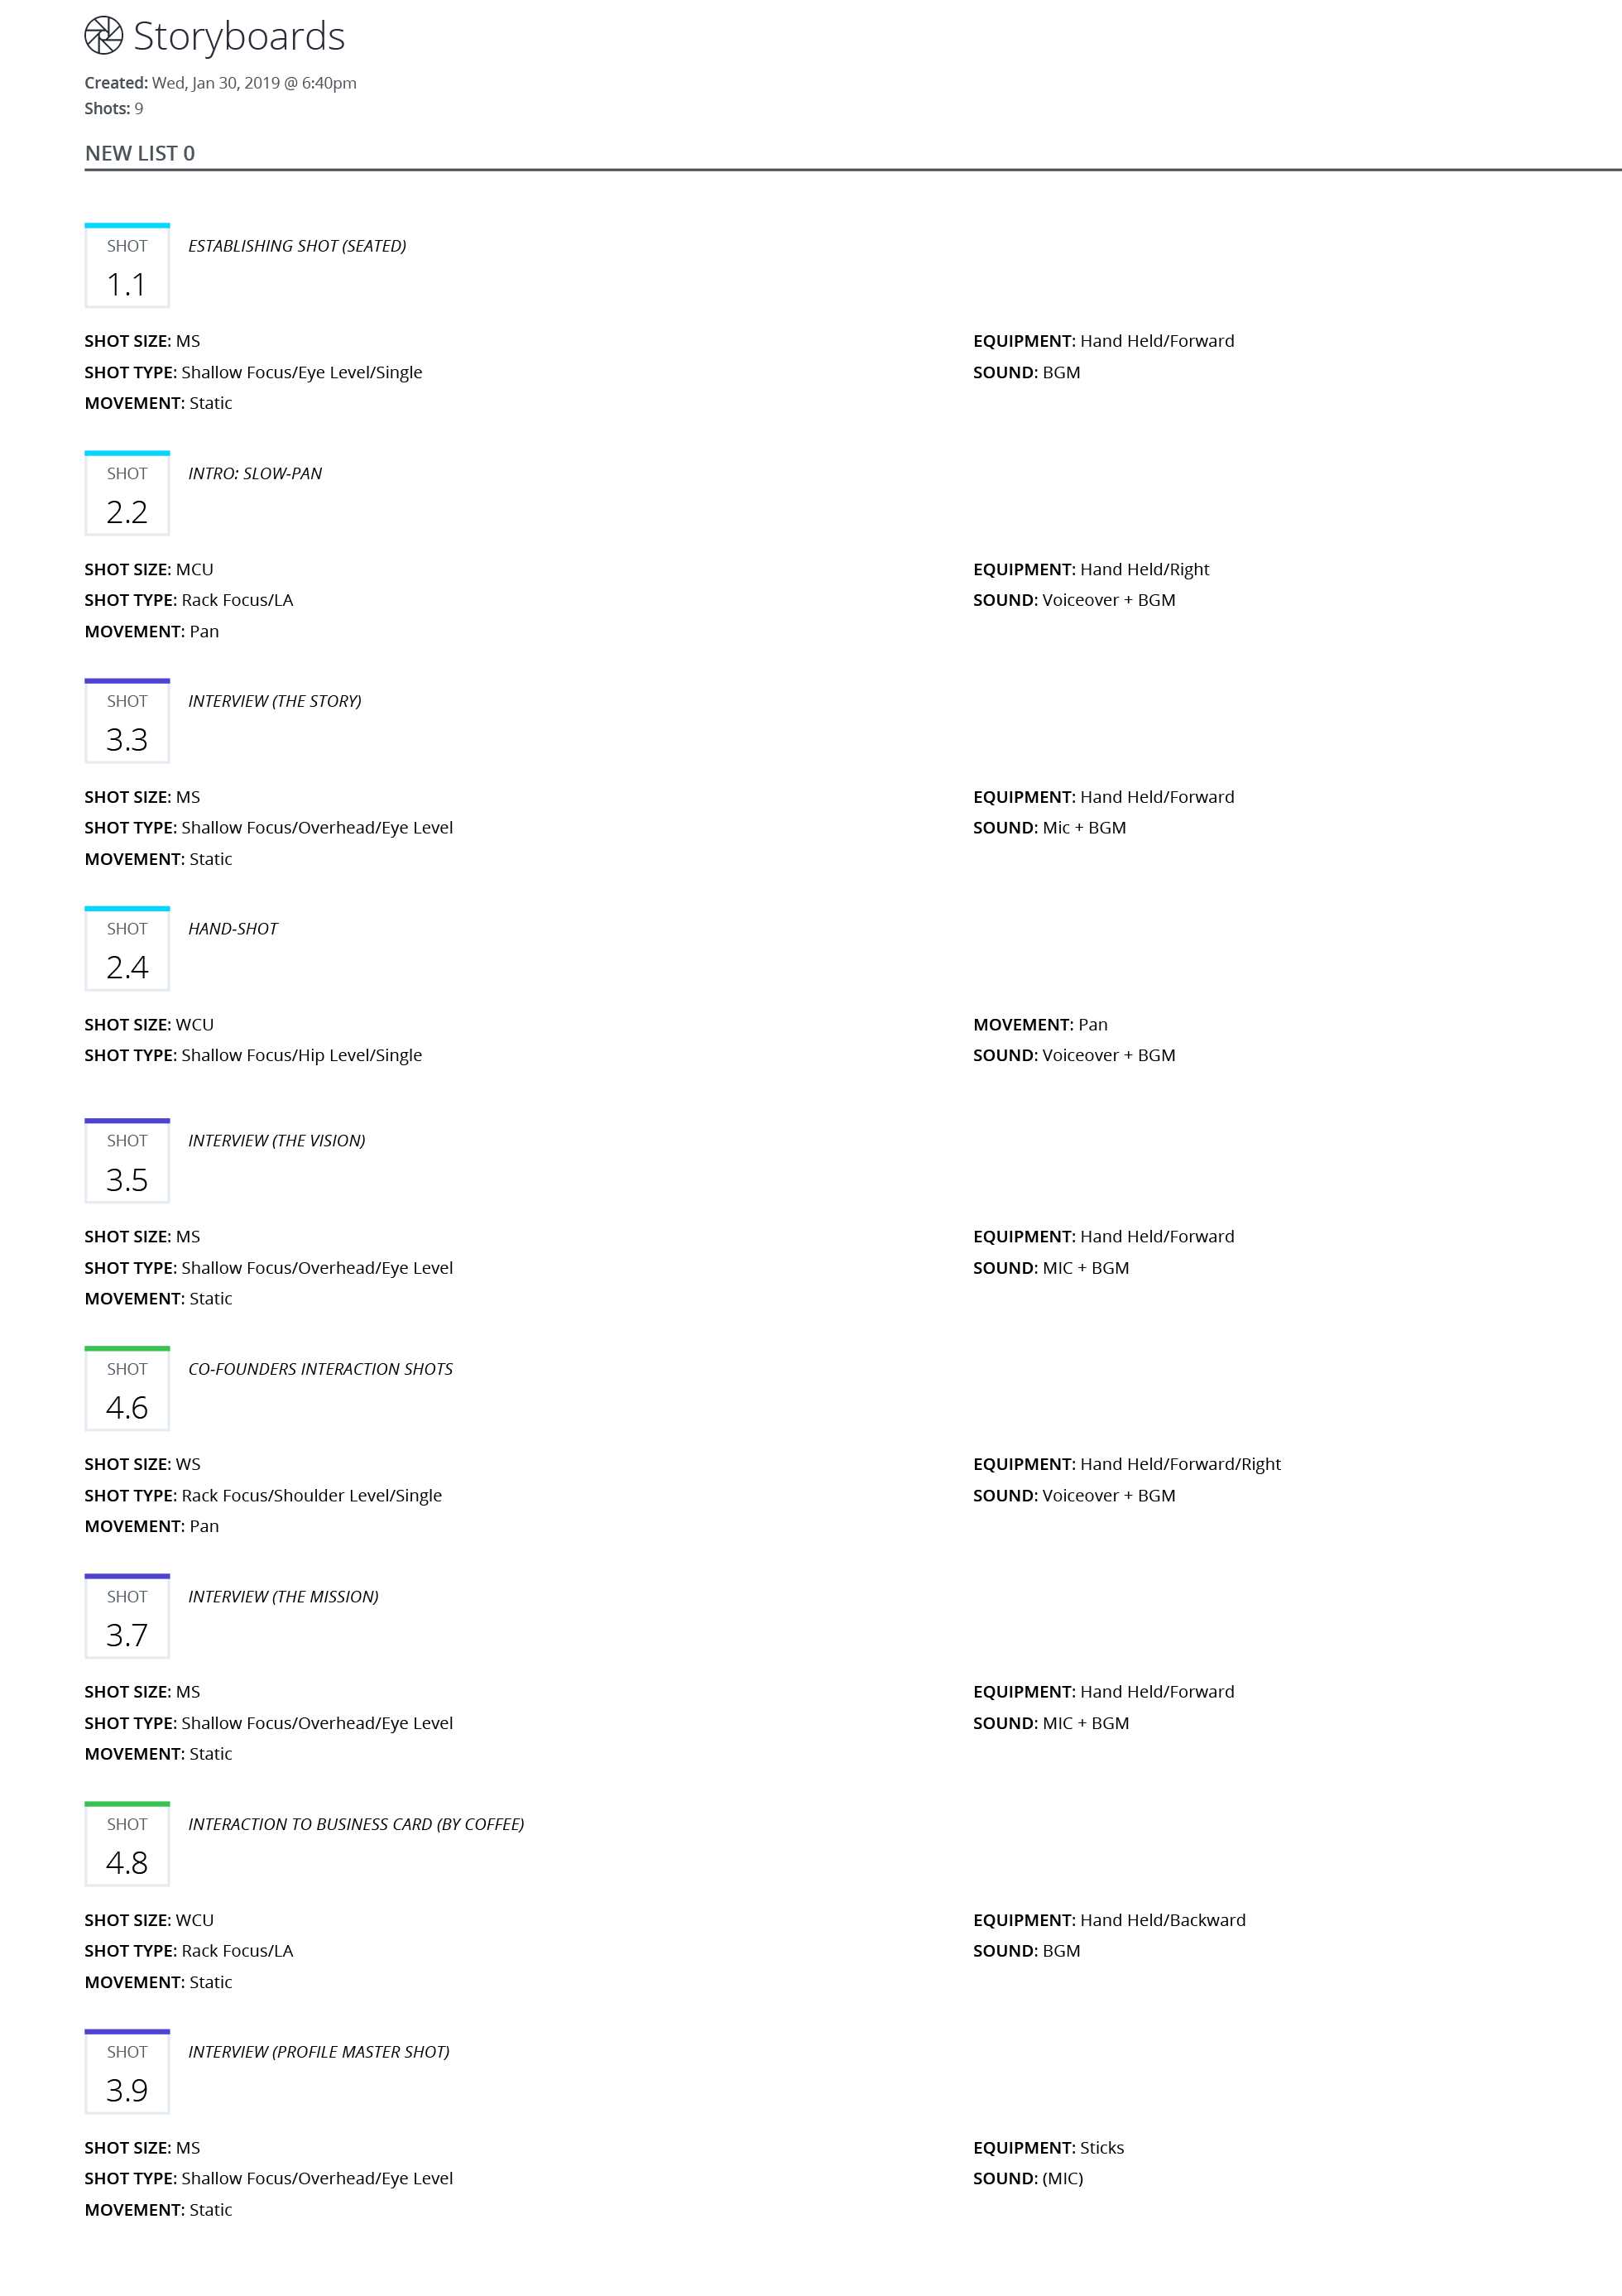 Storyboards
Created: Wed, Jan 30, 2019 @ 6:40pm
Shots: 9
NEW LIST 0
SHOT
1.1
ESTABLISHING SHOT (SEATED)
SHOT SIZE: MS
SHOT TYPE: Shallow Focus/Eye Level/Single
MOVEMENT: Static
EQUIPMENT: Hand Held/Forward
SOUND: BGM
SHOT
2.2
INTRO: SLOW-PAN
SHOT SIZE: MCU
SHOT TYPE: Rack Focus/LA
MOVEMENT: Pan
EQUIPMENT: Hand Held/Right
SOUND: Voiceover + BGM
SHOT
3.3
INTERVIEW (THE STORY)
SHOT SIZE: MS
SHOT TYPE: Shallow Focus/Overhead/Eye Level
MOVEMENT: Static
EQUIPMENT: Hand Held/Forward
SOUND: Mic + BGM
SHOT
2.4
HAND-SHOT
SHOT SIZE: WCU
SHOT TYPE: Shallow Focus/Hip Level/Single
MOVEMENT: Pan
SOUND: Voiceover + BGM
SHOT
3.5
INTERVIEW (THE VISION)
SHOT SIZE: MS
SHOT TYPE: Shallow Focus/Overhead/Eye Level
MOVEMENT: Static
EQUIPMENT: Hand Held/Forward
SOUND: MIC + BGM
SHOT
4.6
CO-FOUNDERS INTERACTION SHOTS
SHOT SIZE: WS
SHOT TYPE: Rack Focus/Shoulder Level/Single
MOVEMENT: Pan
EQUIPMENT: Hand Held/Forward/Right
SOUND: Voiceover + BGM
SHOT
3.7
INTERVIEW (THE MISSION)
SHOT SIZE: MS
SHOT TYPE: Shallow Focus/Overhead/Eye Level
MOVEMENT: Static
EQUIPMENT: Hand Held/Forward
SOUND: MIC + BGM
SHOT
4.8
INTERACTION TO BUSINESS CARD (BY COFFEE)
SHOT SIZE: WCU
SHOT TYPE: Rack Focus/LA
MOVEMENT: Static
EQUIPMENT: Hand Held/Backward
SOUND: BGM
SHOT
3.9
INTERVIEW (PROFILE MASTER SHOT)
SHOT SIZE: MS
SHOT TYPE: Shallow Focus/Overhead/Eye Level
MOVEMENT: Static
EQUIPMENT: Sticks
SOUND: (MIC)